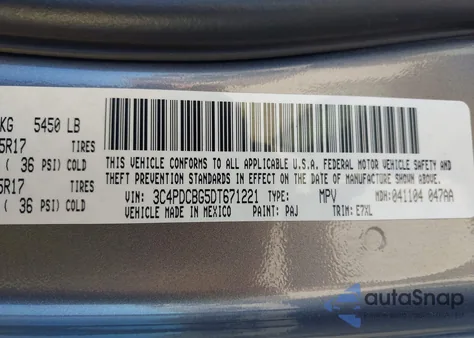 KG 5450 LB
5R17 TIRES
( 36 PSI) COLD
5R17 TIRES
( 36 PSI) COLD
THIS VEHICLE CONFORMS TO ALL APPLICABLE U.S.A. FEDERAL MOTOR VEHICLE SAFETY AND
THEFT PREVENTION STANDARDS IN EFFECT ON THE DATE OF MANUFACTURE SHOWN ABOVE.
VIN: 3C4PDCBG5DT671221 TYPE: MPV MDH: 041104 047AA
VEHICLE MADE IN MEXICO PAINT: PAJ TRIM: E7XL
autoSnap